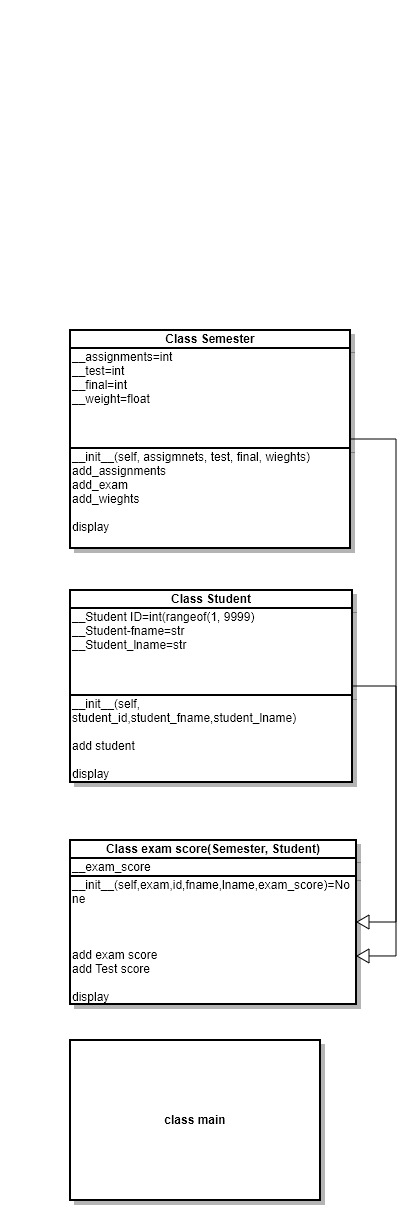 Class Semester
__assignments=int
__test=int
__final=int
__weight=float
__init__(self, assigmnets, test, final, wieghts)
add_assignments
add_exam
add_wieghts
display
Class Student
__Student ID=int(rangeof(1, 9999)
__Student-fname=str
__Student_lname=str
__init__(self,
student_id,student_fname,student_lname)
add student
display
Class exam score(Semester, Student)
__exam_score
__init__(self,exam,id,fname,lname,exam_score)=No
ne
add exam score
add Test score
display
class main